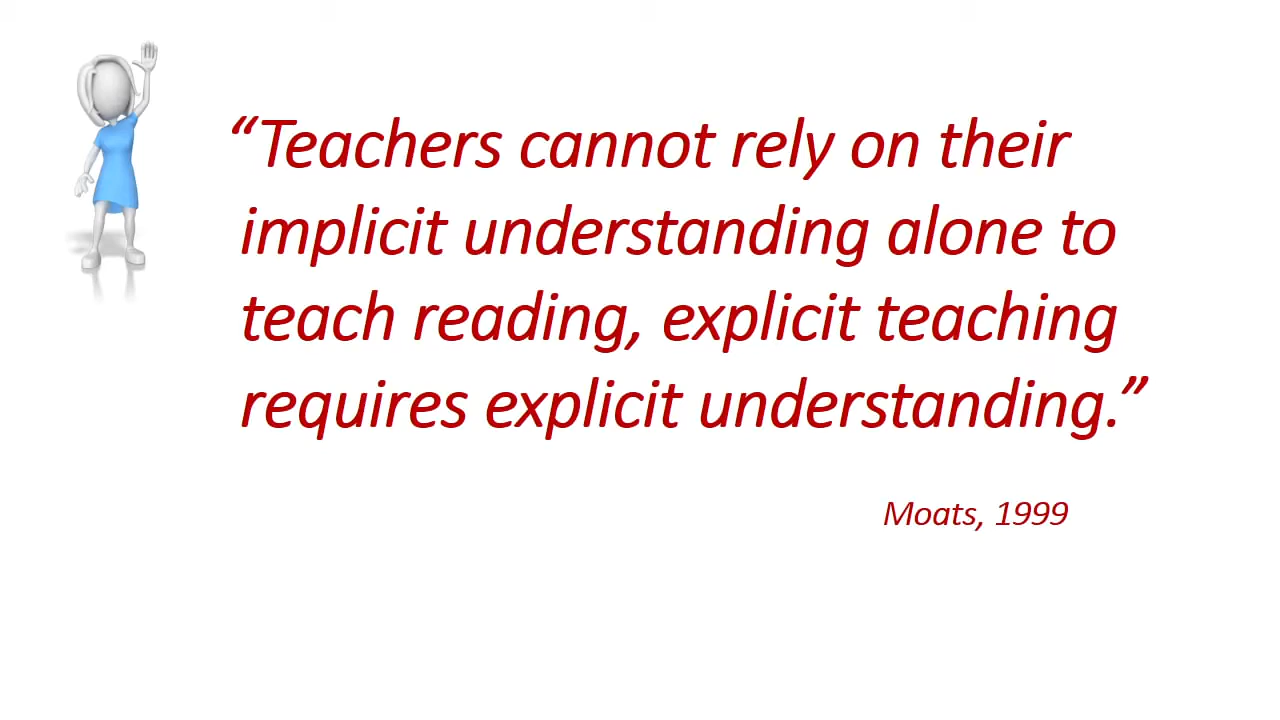 “Teachers cannot rely on their
implicit understanding alone to
teach reading, explicit teaching
requires explicit understanding.”
Moats, 1999